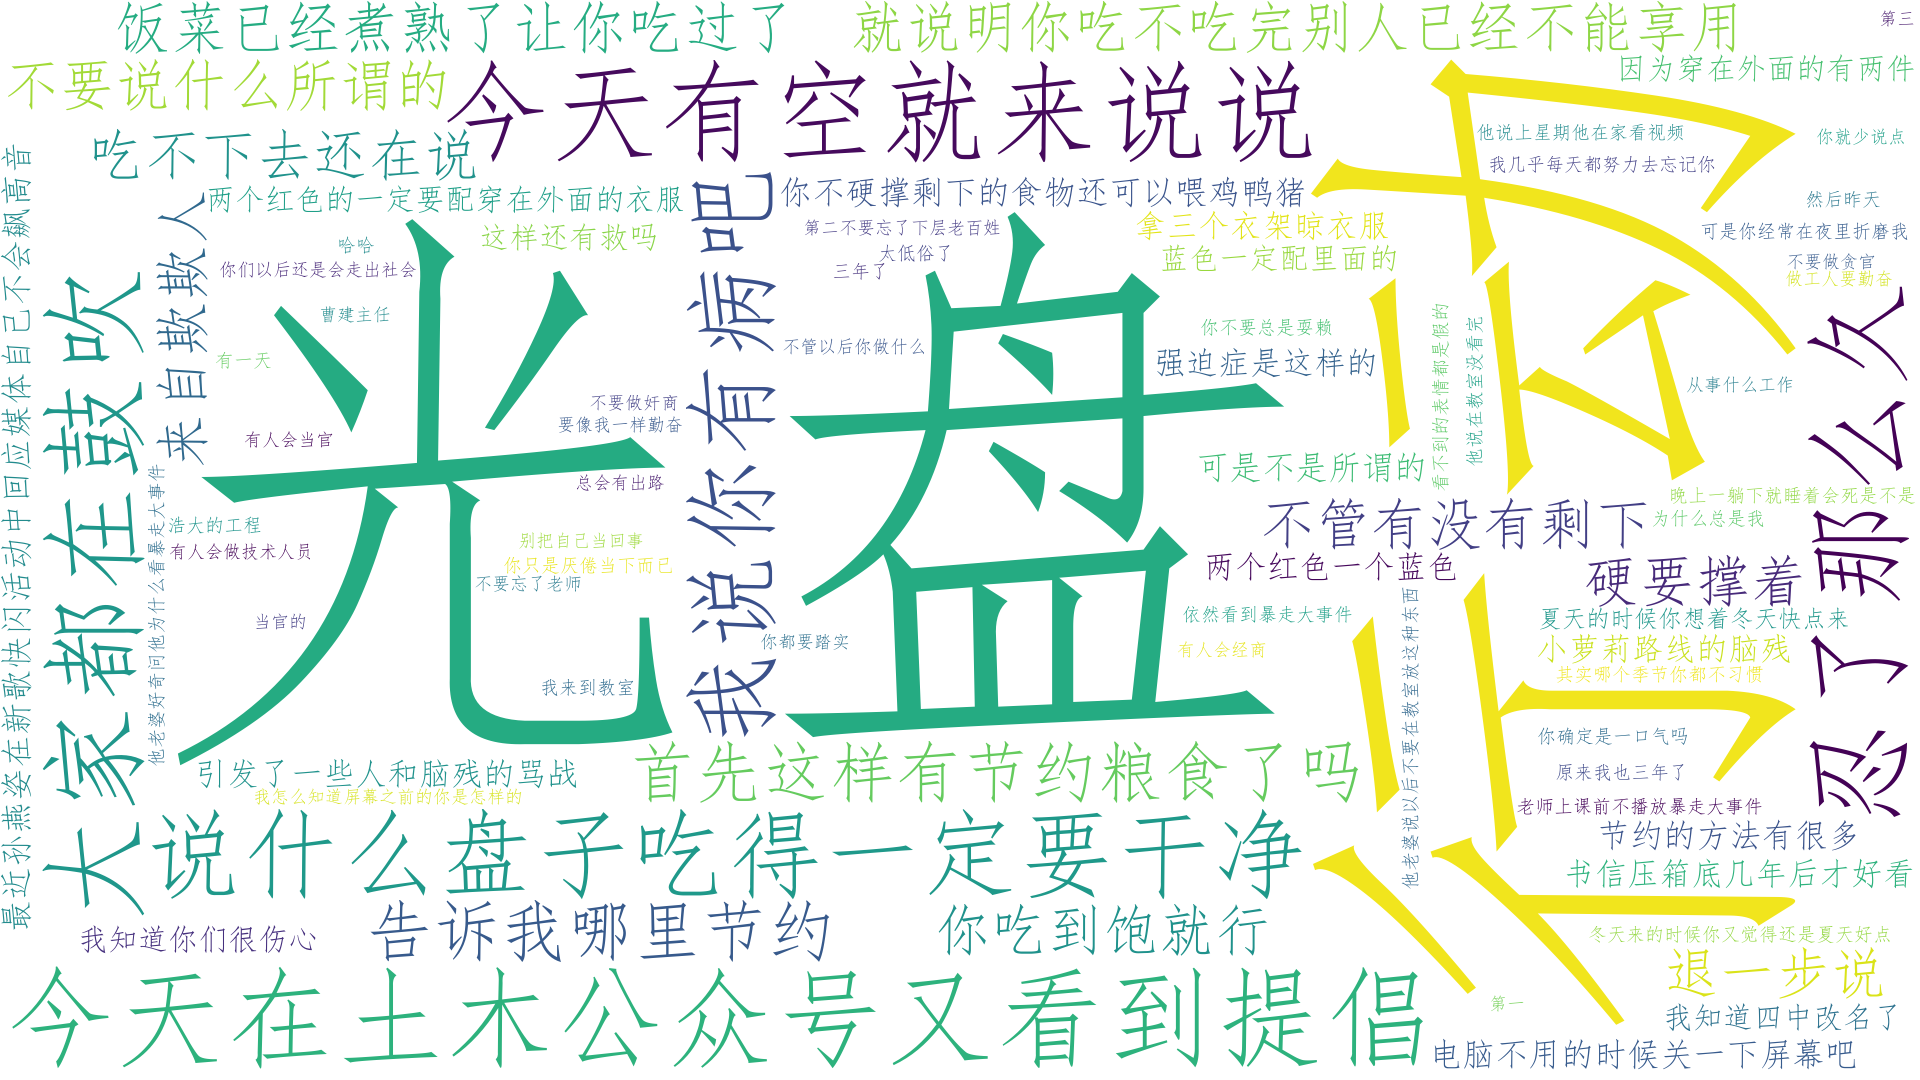 饭菜已经煮熟了让你吃过了
就说明你吃不吃完别人已经不能享用
第三
不要说什么所谓的
今天有空就来说说
因为穿在外面的有两件
吃不下去还在说
他说上星期他在家看视频
你就少说点
我几乎每天都努力去忘记你
两个红色的一定要配穿在外面的衣服
你不硬撑剩下的食物还可以喂鸡鸭猪
然后昨天
第二不要忘了下层老百姓
拿三个衣架晾衣服
可是你经常在夜里折磨我
这样还有救吗
哈哈
太低俗了
蓝色一定配里面的
不要做贪官
你们以后还是会走出社会
三年了
做工人要勤奋
曹建主任
你不要总是耍赖
不管以后你做什么
有一天
强迫症是这样的
从事什么工作
不要做奸商
要像我一样勤奋
有人会当官
光盘
行动
可是不是所谓的
总会有出路
晚上一躺下就睡着会死是不是
浩大的工程
不管有没有剩下
为什么总是我
别把自己当回事
有人会做技术人员
你只是厌倦当下而已
两个红色一个蓝色
硬要撑着
不要忘了老师
依然看到暴走大事件
夏天的时候你想着冬天快点来
当官的
你都要踏实
有人会经商
小萝莉路线的脑残
其实哪个季节你都不习惯
我来到教室
你确定是一口气吗
引发了一些人和脑残的骂战
首先这样有节约粮食了吗
原来我也三年了
我怎么知道屏幕之前的你是怎样的
老师上课前不播放暴走大事件
说什么盘子吃得一定要干净
节约的方法有很多
书信压箱底几年后才好看
我知道你们很伤心
告诉我哪里节约
你吃到饱就行
冬天来的时候你又觉得还是夏天好点
退一步说
今天在土木公众号又看到提倡
第一
我知道四中改名了
电脑不用的时候关一下屏幕吧
最近孙燕姿在新歌快闪活动中回应媒体自己不会飙高音
大家都在鼓吹
来自欺欺人
他老婆好奇问他为什么看暴走大事件
我说你有病吧
他老婆说以后不要在教室放这种东西
看不到的表情都是假的
他说在教室没看完
忍了那么久